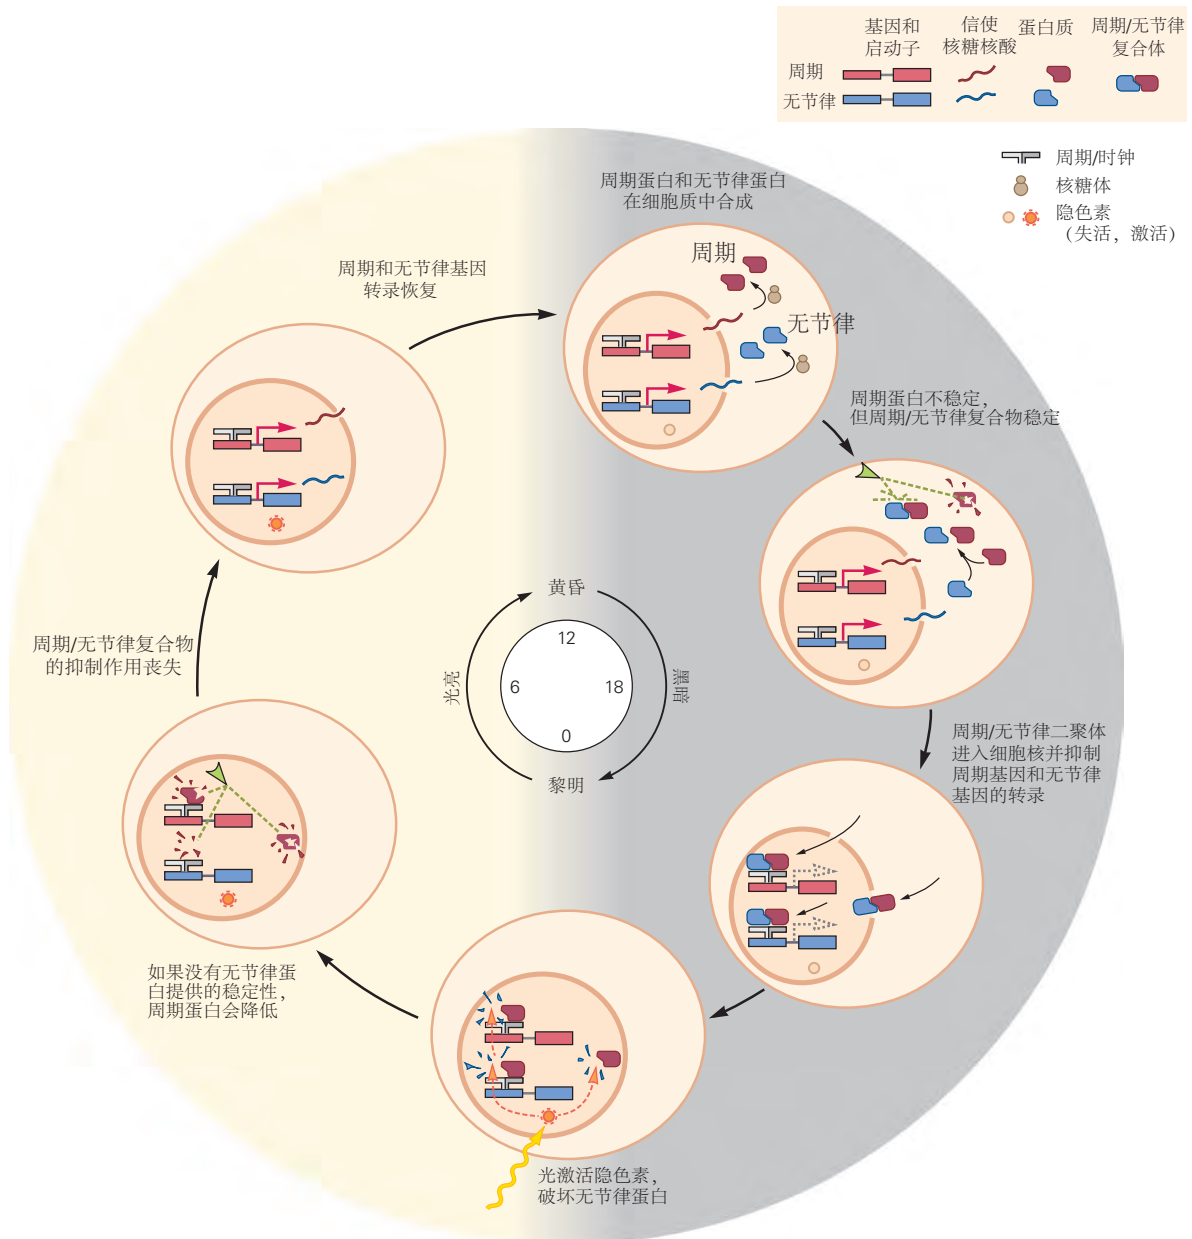 基因和
启动子
信使
核糖核酸
蛋白质
周期/无节律
复合体
周期
无节律
周期/时钟
核糖体
隐色素
（失活，激活）
周期蛋白和无节律蛋白
在细胞质中合成
周期
无节律
周期和无节律基因
转录恢复
周期蛋白不稳定，
但周期/无节律复合物稳定
黄昏
12
6
18
0
黎明
光亮
黑暗
周期/无节律复合物
的抑制作用丧失
周期/无节律二聚体
进入细胞核并抑制
周期基因和无节律
基因的转录
如果没有无节律蛋
白提供的稳定性，
周期蛋白会降低
光激活隐色素，
破坏无节律蛋白